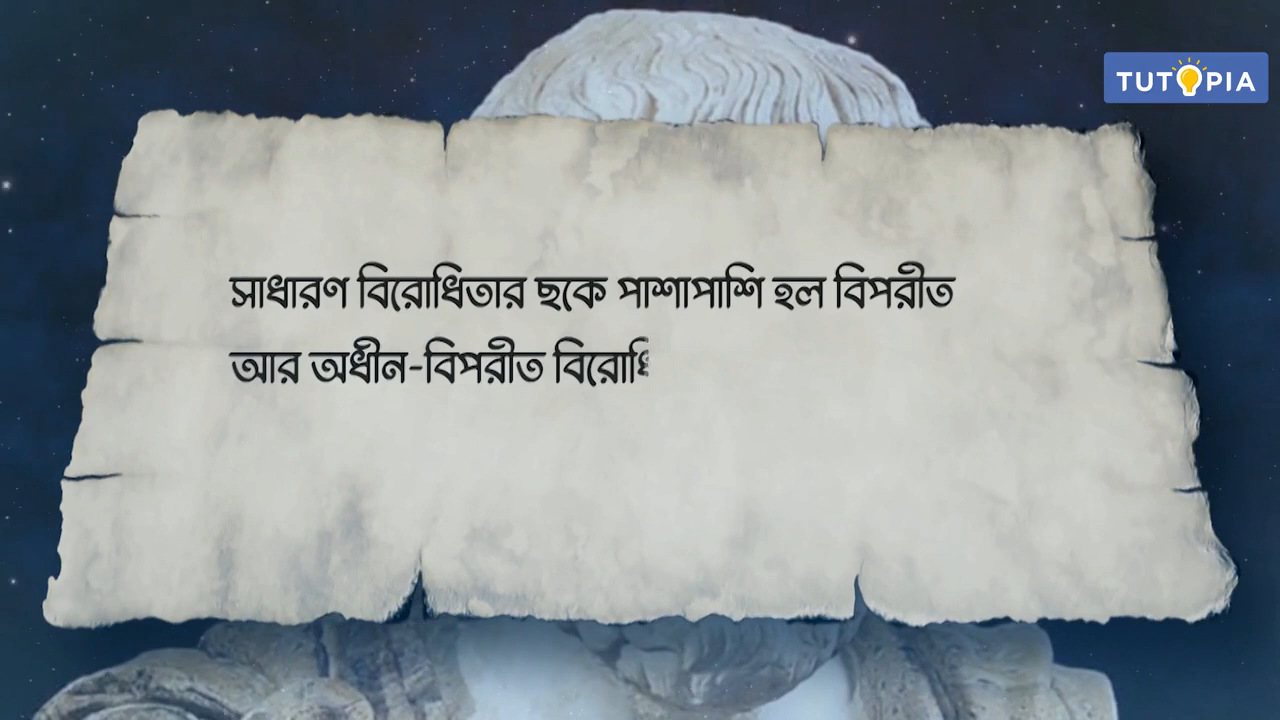 TUTOPIA
সাধারণ বিরোধিতার ছকে পাশাপাশি হল বিপরীত
আর অধীন-বিপরীত